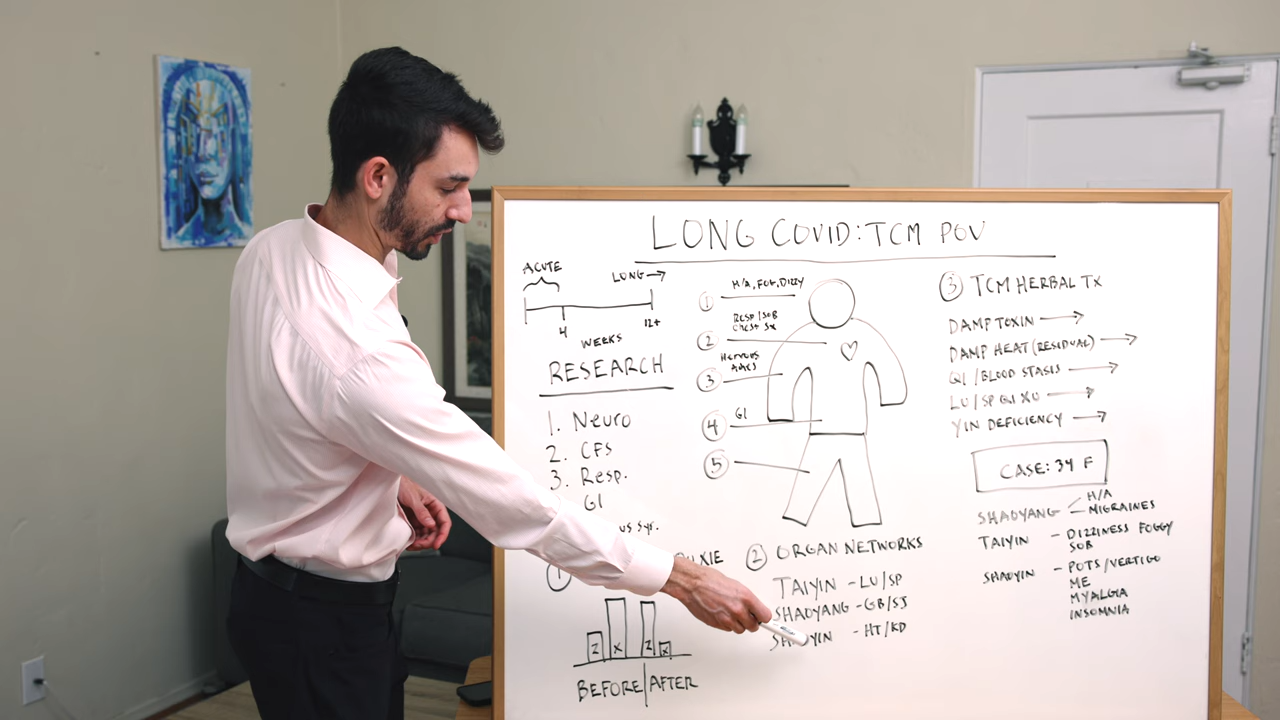 LONG COVID: TCM POV
ACUTE
LONG →
4
12+
WEEKS
RESEARCH
1. Neuro
2. CFS
3. Resp.
GI
us Sys.
1
XIE
Z X Z X
BEFORE/AFTER
1 H/A, FOG, DIZZY
2 RESP/SOB
Chest SX
3 Nervous
4 GI
5
2 ORGAN NETWORKS
TAIYIN - LU/SP
SHAOYANG - GB/SJ
SHAOYIN - HT/KD
3 TCM HERBAL TX
DAMP TOXIN →
DAMP HEAT (RESIDUAL) →
QI/BLOOD STASIS →
LU/SP QI XU →
YIN DEFICIENCY →
CASE: 34 F
SHAOYANG - H/A
- MIGRAINES
TAIYIN - DIZZINESS FOGGY
SOB
SHAOYIN - POTS/VERTIGO
ME
MYALGIA
INSOMNIA